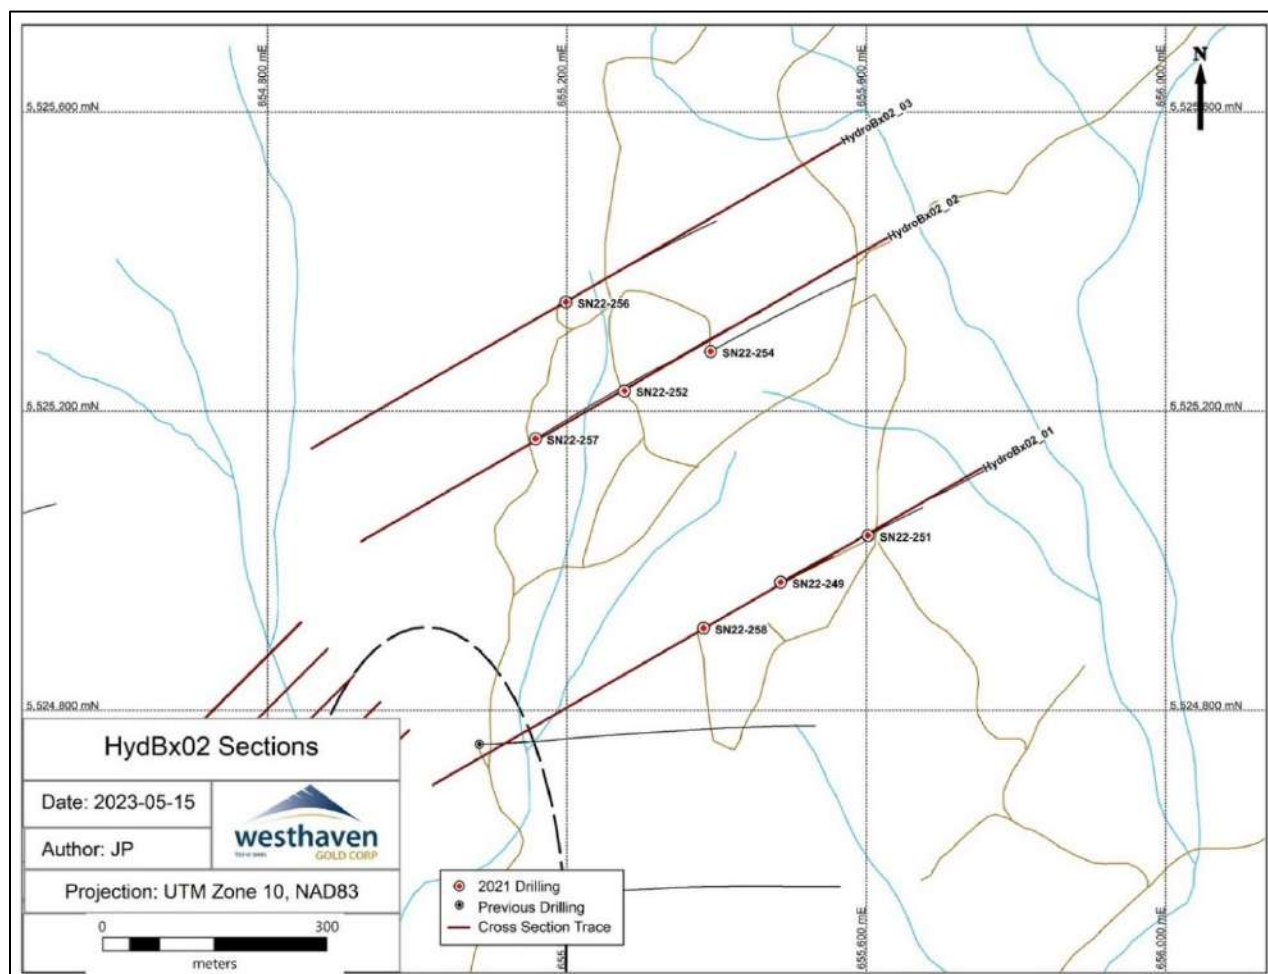 654,800 mE
655,200 mE
655,600 mE
656,000 mE
N
5,525,600 mN
5,525,600 mN
HydroBx02_03
HydroBx02_02
SN22-256
SN22-254
SN22-252
5,525,200 mN
5,525,200 mN
SN22-257
HydroBx02_01
SN22-251
SN22-249
SN22-258
5,524,800 mN
5,524,800 mN
HydBx02 Sections
Date: 2023-05-15
Author: JP
westhaven
GOLD CORP
Projection: UTM Zone 10, NAD83
0 300
meters
2021 Drilling
Previous Drilling
Cross Section Trace
655,600 mE
656,000 mE